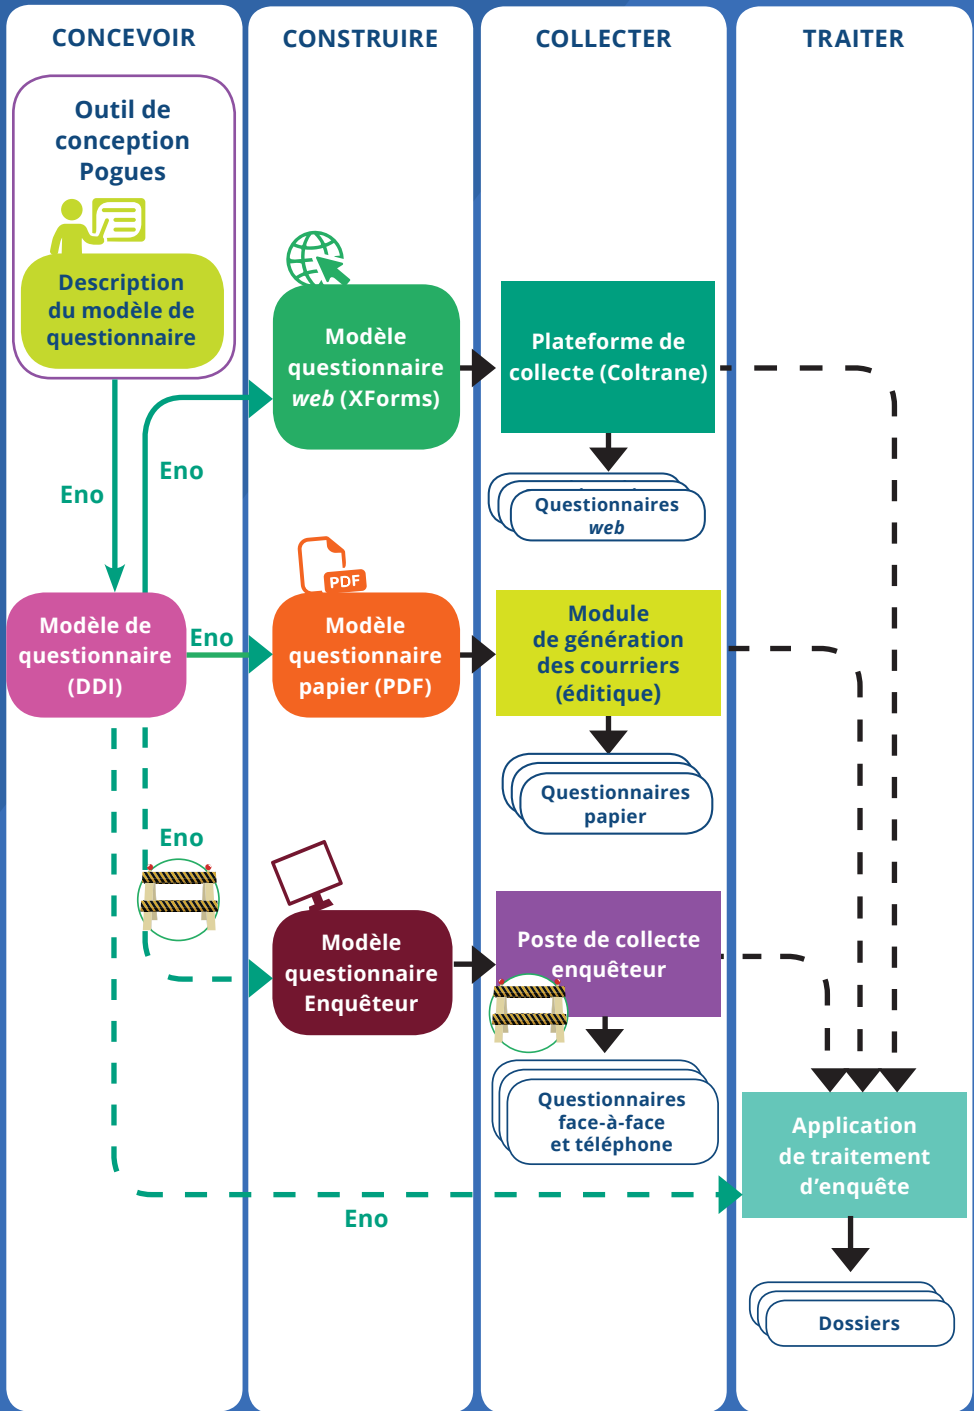 CONCEVOIR
CONSTRUIRE
COLLECTER
TRAITER
Outil de
conception
Pogues
Description
du modèle de
questionnaire
Eno
Eno
Modèle de
questionnaire
(DDI)
Eno
Eno
Eno
Modèle
questionnaire
web (XForms)
PDF
Modèle
questionnaire
papier (PDF)
Modèle
questionnaire
Enquêteur
Plateforme de
collecte (Coltrane)
Questionnaires
web
Module
de génération
des courriers
(éditique)
Questionnaires
papier
Poste de collecte
enquêteur
Questionnaires
face-à-face
et téléphone
Application
de traitement
d’enquête
Dossiers